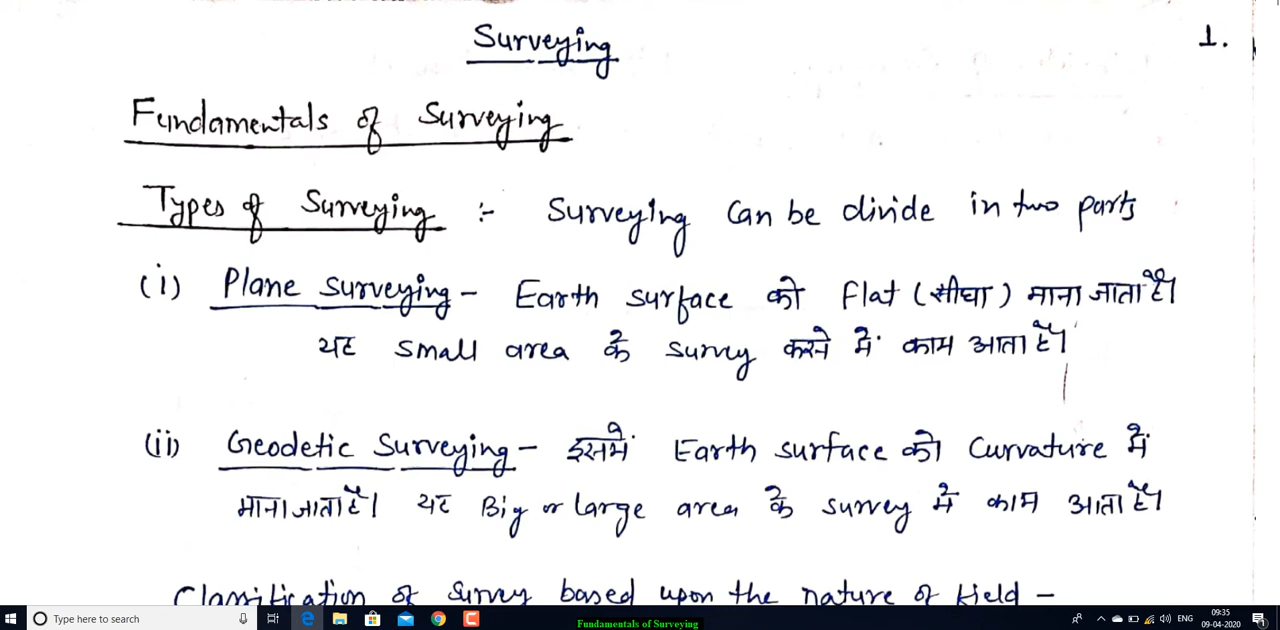 Surveying
1.
Fundamentals of Surveying
Types of Surveying :- Surveying Can be divide in two parts
(i) Plane surveying - Earth surface को flat (सीधा) माना जाता है।
यह small area के survey करने में काम आता है।
(ii) Geodetic Surveying - इसमें Earth surface को Curvature में
माना जाता है। यह Big or large area के survey में काम आता है।
Classification of Survey based upon the nature of field -
Type here to search
ENG
09:35
09-04-2020
1
Fundamentals of Surveying